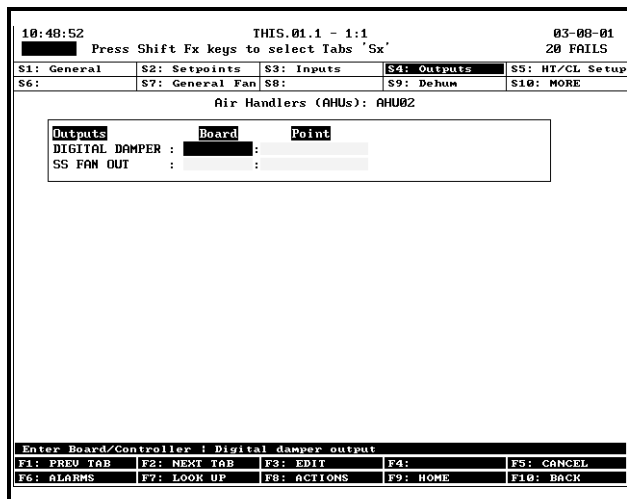 10:48:52 THIS.01.1 - 1:1 03-08-01
Press Shift Fx keys to select Tabs 'Sx' 20 FAILS
S1: General S2: Setpoints S3: Inputs S4: Outputs S5: HT/CL Setup
S6: S7: General Fan S8: S9: Dehum S10: MORE
Air Handlers (AHUs): AHU02
Outputs Board Point
DIGITAL DAMPER : :
SS FAN OUT : :
Enter Board/Controller : Digital damper output
F1: PREV TAB F2: NEXT TAB F3: EDIT F4: F5: CANCEL
F6: ALARMS F7: LOOK UP F8: ACTIONS F9: HOME F10: BACK